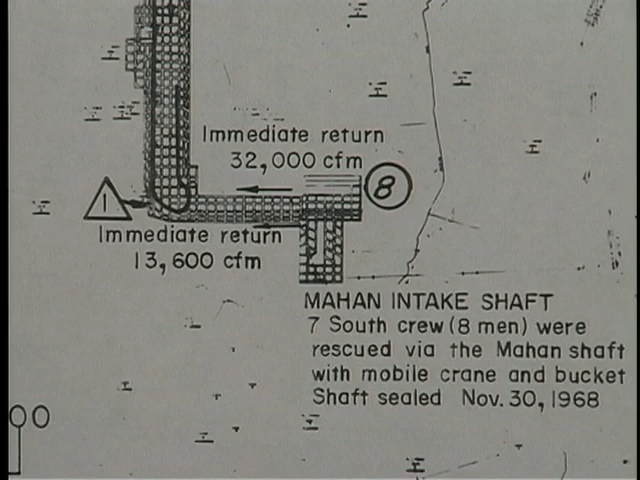 Immediate return
32,000 cfm
8
1
Immediate return
13,600 cfm
MAHAN INTAKE SHAFT
7 South crew (8 men) were
rescued via the Mahan shaft
with mobile crane and bucket
Shaft sealed Nov. 30, 1968
00